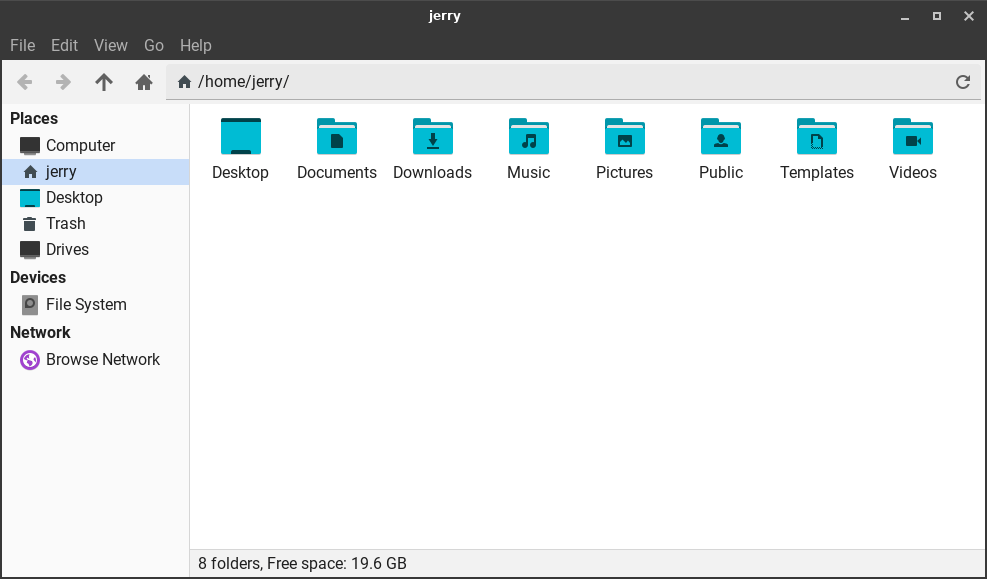 jerry
File Edit View Go Help
/home/jerry/
Places
Computer
jerry
Desktop
Trash
Drives
Devices
File System
Network
Browse Network
Desktop Documents Downloads Music Pictures Public Templates Videos
8 folders, Free space: 19.6 GB